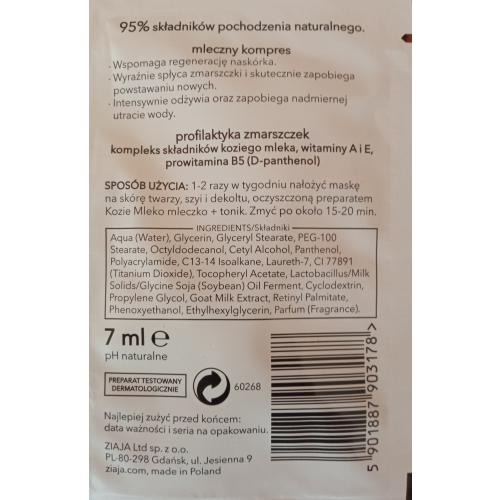 95% składników pochodzenia naturalnego.
mleczny kompres
· Wspomaga regenerację naskórka.
· Wyraźnie spłyca zmarszczki i skutecznie zapobiega
powstawaniu nowych.
· Intensywnie odżywia oraz zapobiega nadmiernej
utracie wody.
profilaktyka zmarszczek
kompleks składników koziego mleka, witaminy A i E,
prowitamina B5 (D-panthenol)
SPOSÓB UŻYCIA: 1-2 razy w tygodniu nałożyć maskę
na skórę twarzy, szyi i dekoltu, oczyszczoną preparatem
Kozie Mleko mleczko + tonik. Zmyć po około 15-20 min.
INGREDIENTS/Składniki
Aqua (Water), Glycerin, Glyceryl Stearate, PEG-100
Stearate, Octyldodecanol, Cetyl Alcohol, Panthenol,
Polyacrylamide, C13-14 Isoalkane, Laureth-7, CI 77891
(Titanium Dioxide), Tocopheryl Acetate, Lactobacillus/Milk
Solids/Glycine Soja (Soybean) Oil Ferment, Cyclodextrin,
Propylene Glycol, Goat Milk Extract, Retinyl Palmitate,
Phenoxyethanol, Ethylhexylglycerin, Parfum (Fragrance).
7 ml e
pH naturalne
PREPARAT TESTOWANY
DERMATOLOGICZNIE
60268
Najlepiej zużyć przed końcem:
data ważności i seria na opakowaniu.
ZIAJA Ltd sp. z o.o.
PL-80-298 Gdańsk, ul. Jesienna 9
ziaja.com, made in Poland
5 901887 903178 >